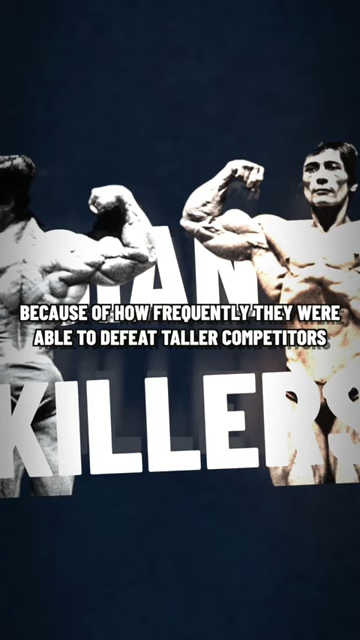 BECAUSE OF HOW FREQUENTLY THEY WERE
ABLE TO DEFEAT TALLER COMPETITORS
KILLERS